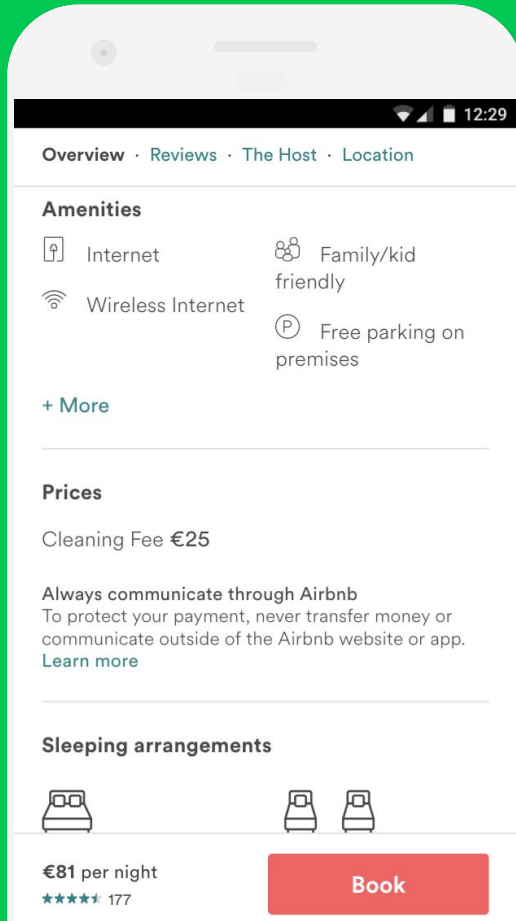 12:29
Overview · Reviews · The Host · Location
Amenities
Internet
Wireless Internet
Family/kid
friendly
P Free parking on
premises
+ More
Prices
Cleaning Fee €25
Always communicate through Airbnb
To protect your payment, never transfer money or
communicate outside of the Airbnb website or app.
Learn more
Sleeping arrangements
€81 per night
177
Book